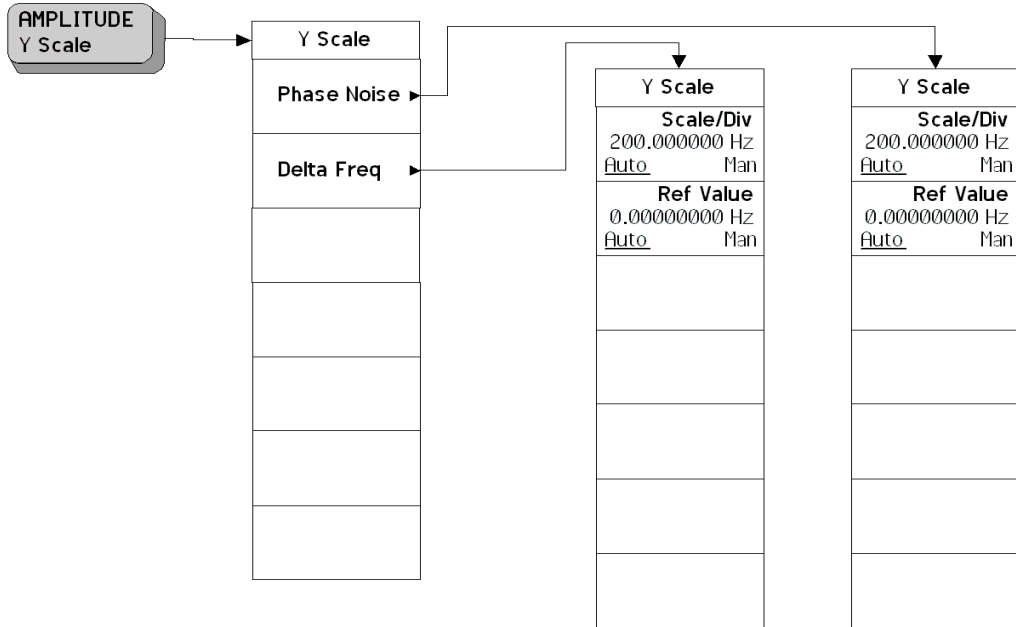 AMPLITUDE
Y Scale
Y Scale
Phase Noise
Delta Freq
Y Scale
Scale/Div
200.000000 Hz
Auto Man
Ref Value
0.00000000 Hz
Auto Man
Y Scale
Scale/Div
200.000000 Hz
Auto Man
Ref Value
0.00000000 Hz
Auto Man